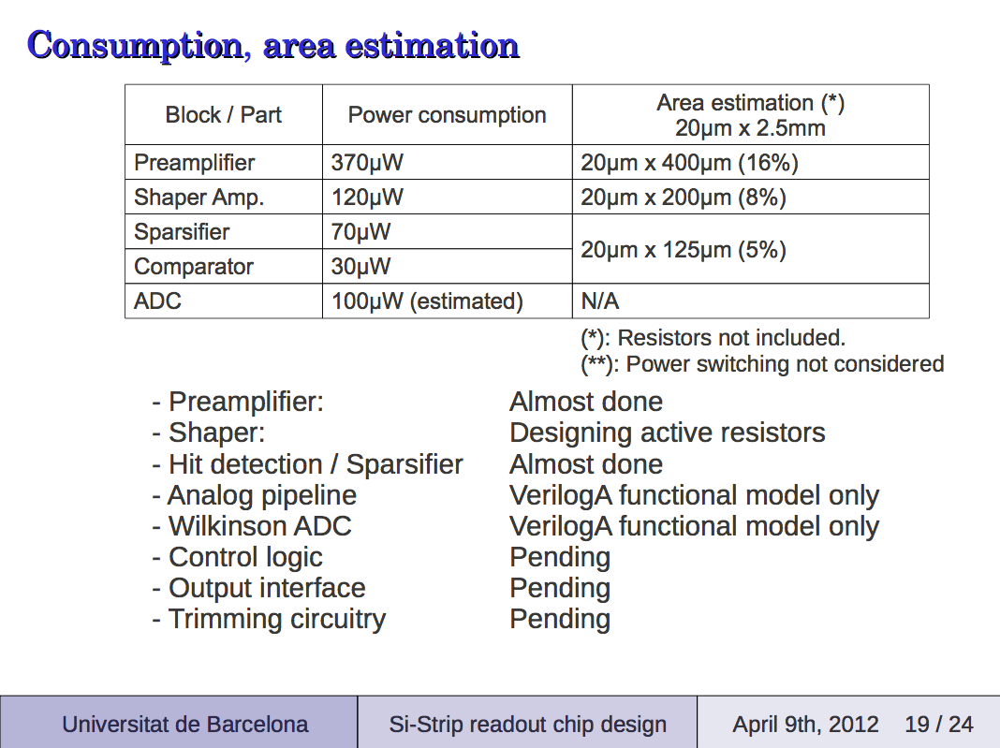 Consumption, area estimation
Block / Part
Power consumption
Area estimation (*)
20µm x 2.5mm
Preamplifier
370µW
20µm x 400µm (16%)
Shaper Amp.
120µW
20µm x 200µm (8%)
Sparsifier
70µW
20µm x 125µm (5%)
Comparator
30µW
ADC
100µW (estimated)
N/A
(*): Resistors not included.
(**): Power switching not considered
- Preamplifier: Almost done
- Shaper: Designing active resistors
- Hit detection / Sparsifier Almost done
- Analog pipeline VerilogA functional model only
- Wilkinson ADC VerilogA functional model only
- Control logic Pending
- Output interface Pending
- Trimming circuitry Pending
Universitat de Barcelona
Si-Strip readout chip design
April 9th, 2012 19 / 24